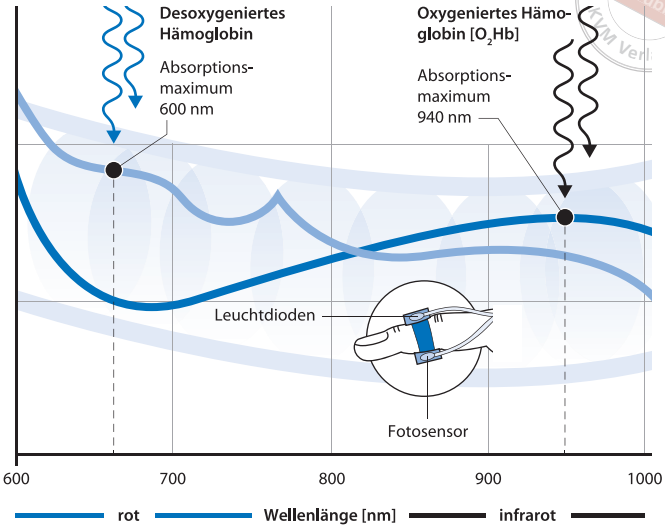 Desoxygeniertes
Hämoglobin
Absorptions-
maximum
600 nm
Oxygeniertes Hämo-
globin [O₂Hb]
Absorptions-
maximum
940 nm
Leuchtdioden
Fotosensor
600
700
800
900
1000
rot
Wellenlänge [nm]
infrarot